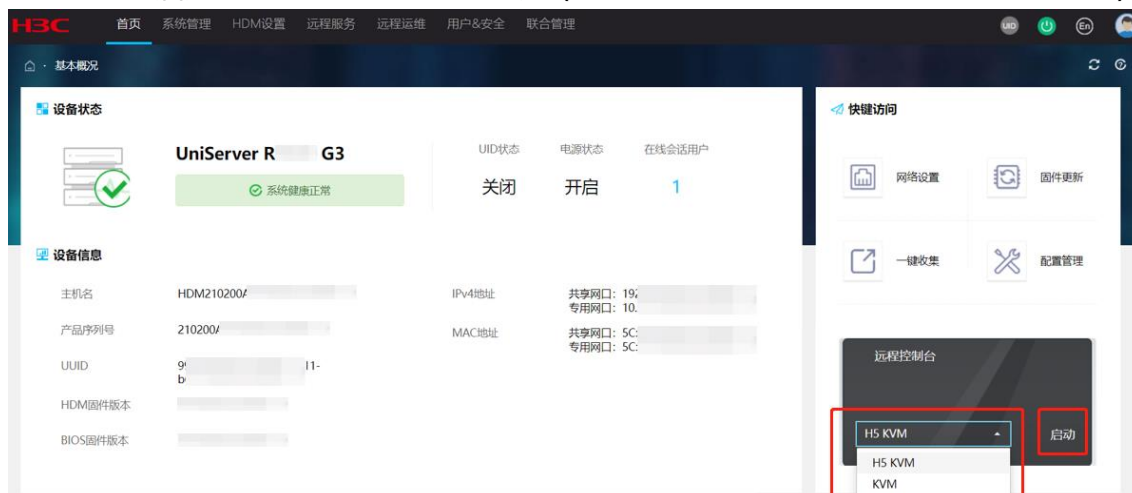 H3C 首页 系统管理 HDM设置 远程服务 远程运维 用户&安全 联合管理 UID En
· 基本概况
设备状态
UniServer R G3
系统健康正常
UID状态 电源状态 在线会话用户
关闭 开启 1
设备信息
主机名 HDM210200
产品序列号 210200
UUID 99 11-
b
HDM固件版本
BIOS固件版本
IPv4地址 共享网口: 192
专用网口: 10.
MAC地址 共享网口: 5C:
专用网口: 5C:
快键访问
网络设置 固件更新
一键收集 配置管理
远程控制台
H5 KVM 启动
H5 KVM
KVM